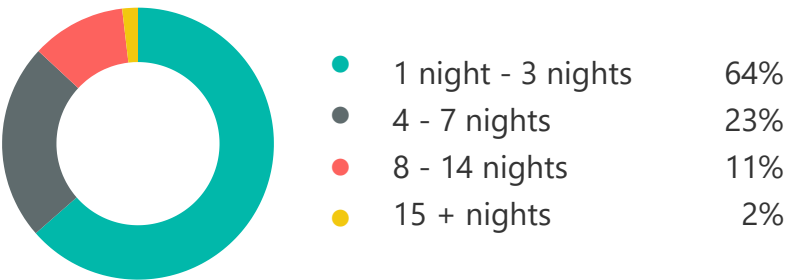 1 night - 3 nights 64%
4 - 7 nights 23%
8 - 14 nights 11%
15 + nights 2%